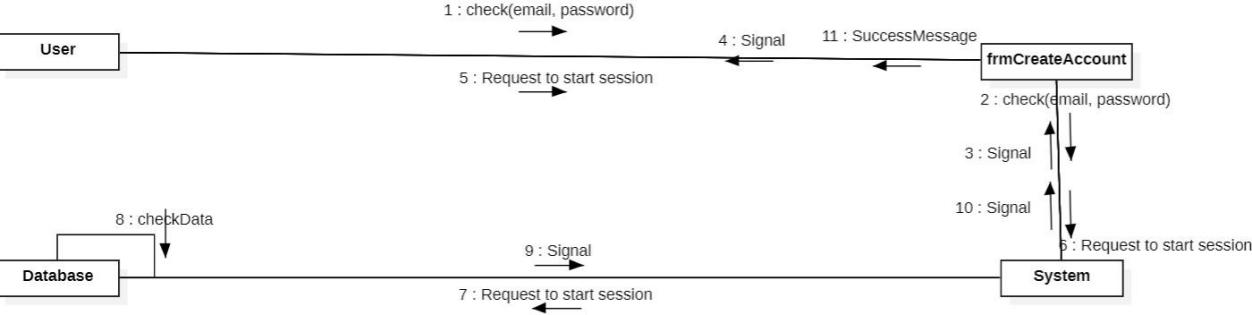 1 : check(email, password)
User
4 : Signal
11 : SuccessMessage
frmCreateAccount
5 : Request to start session
2 : check(email, password)
3 : Signal
10 : Signal
8 : checkData
9 : Signal
6 : Request to start session
Database
System
7 : Request to start session